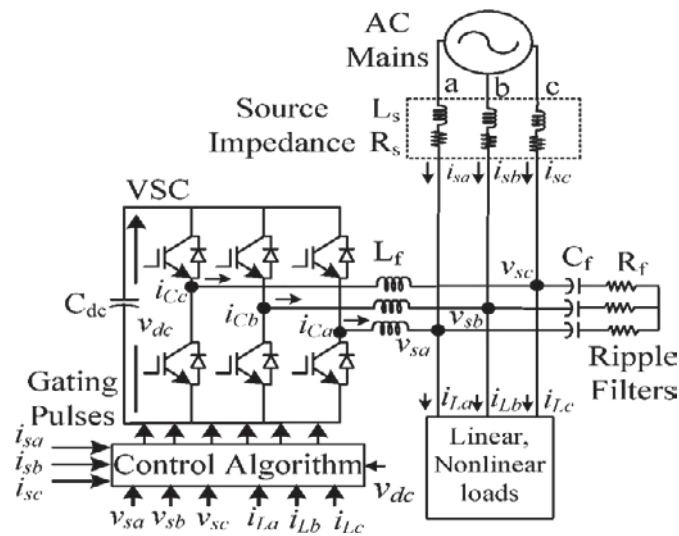 AC
Mains
a b c
Source
Impedance
Ls
Rs
isa isb isc
VSC
Lf
vsc
Cf
Rf
iCc
iCb
iCa
Cdc
vdc
vsb
vsa
Ripple
Filters
Gating
Pulses
iLa iLb iLc
Linear,
Nonlinear
loads
isa
isb
isc
Control Algorithm
vdc
vsa vsb vsc iLa iLb iLc